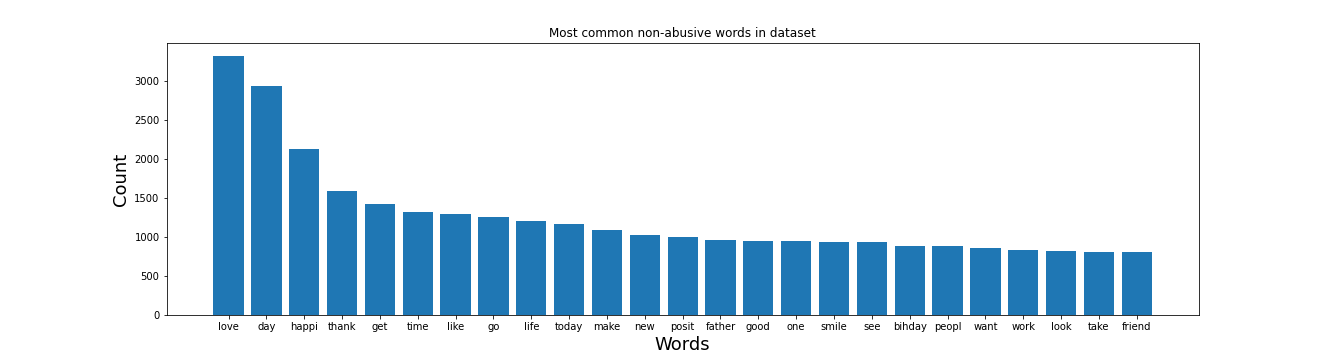 Most common non-abusive words in dataset
Count
3000
2500
2000
1500
1000
500
0
love day happi thank get time like go life today make new posit father good one smile see bihday peopl want work look take friend
Words